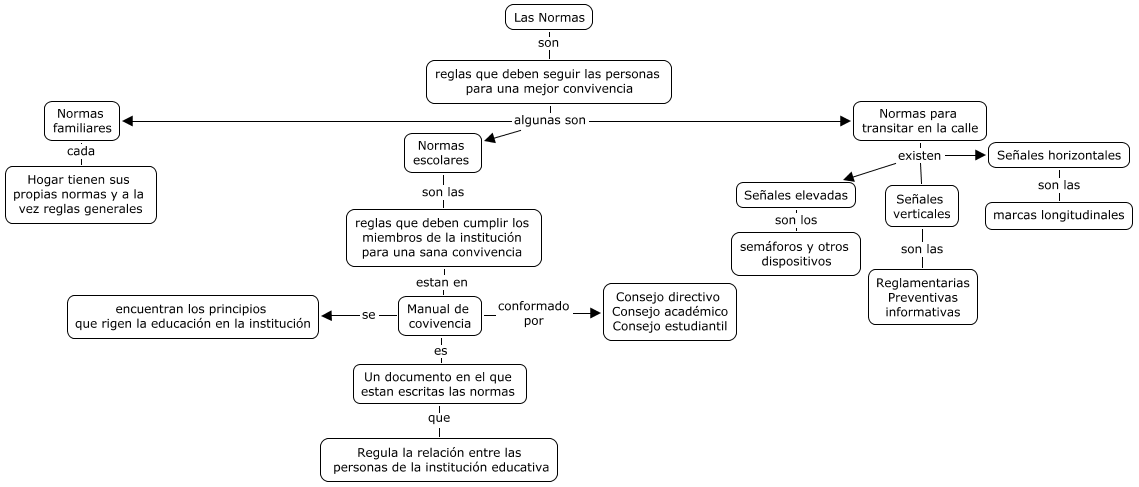 Las Normas
son
reglas que deben seguir las personas
para una mejor convivencia
algunas son
Normas
familiares
cada
Hogar tienen sus
propias normas y a la
vez reglas generales
Normas
escolares
son las
reglas que deben cumplir los
miembros de la institución
para una sana convivencia
estan en
Manual de
covivencia
se
encuentran los principios
que rigen la educación en la institución
conformado
por
Consejo directivo
Consejo académico
Consejo estudiantil
es
Un documento en el que
estan escritas las normas
que
Regula la relación entre las
personas de la institución educativa
Normas para
transitar en la calle
existen
Señales elevadas
son los
semáforos y otros
dispositivos
Señales
verticales
son las
Reglamentarias
Preventivas
informativas
Señales horizontales
son las
marcas longitudinales